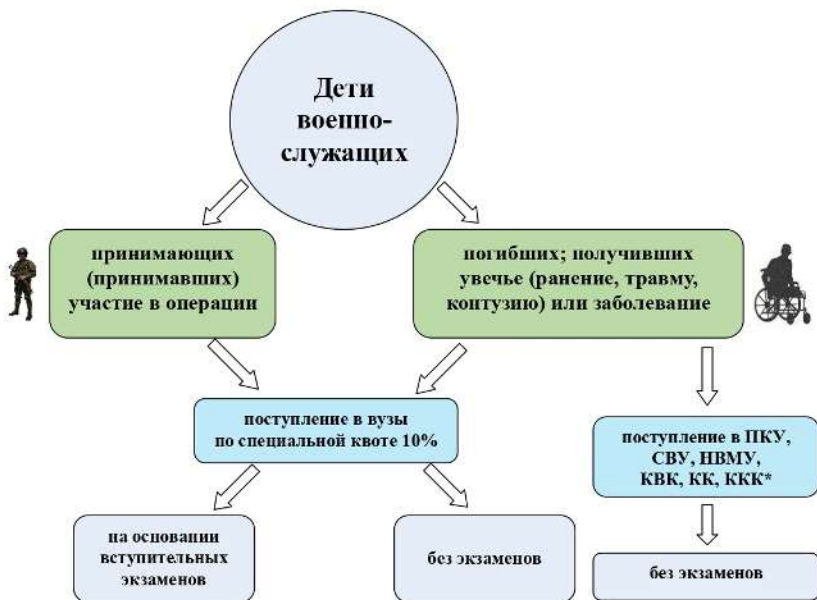 Дети
военно-
служащих
принимающих
(принимавших)
участие в операции
погибших; получивших
увечье (ранение, травму,
контузию) или заболевание
поступление в вузы
по специальной квоте 10%
поступление в ПКУ,
СВУ, НВМУ,
КВК, КК, ККК*
на основании
вступительных
экзаменов
без экзаменов
без экзаменов